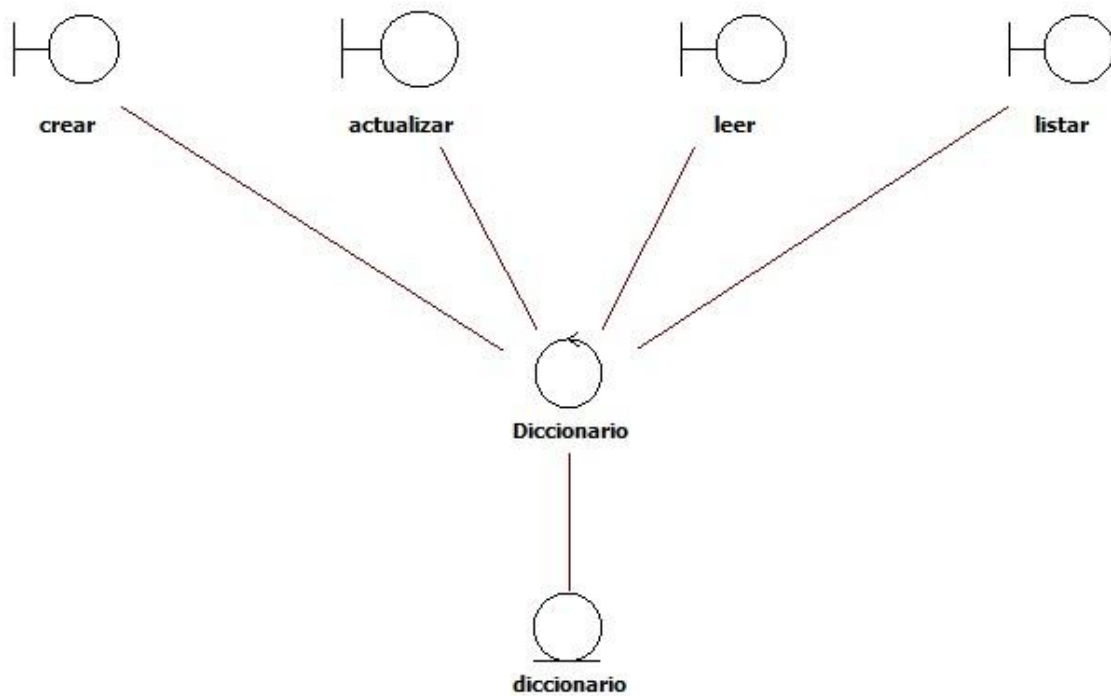 crear
actualizar
leer
listar
Diccionario
diccionario